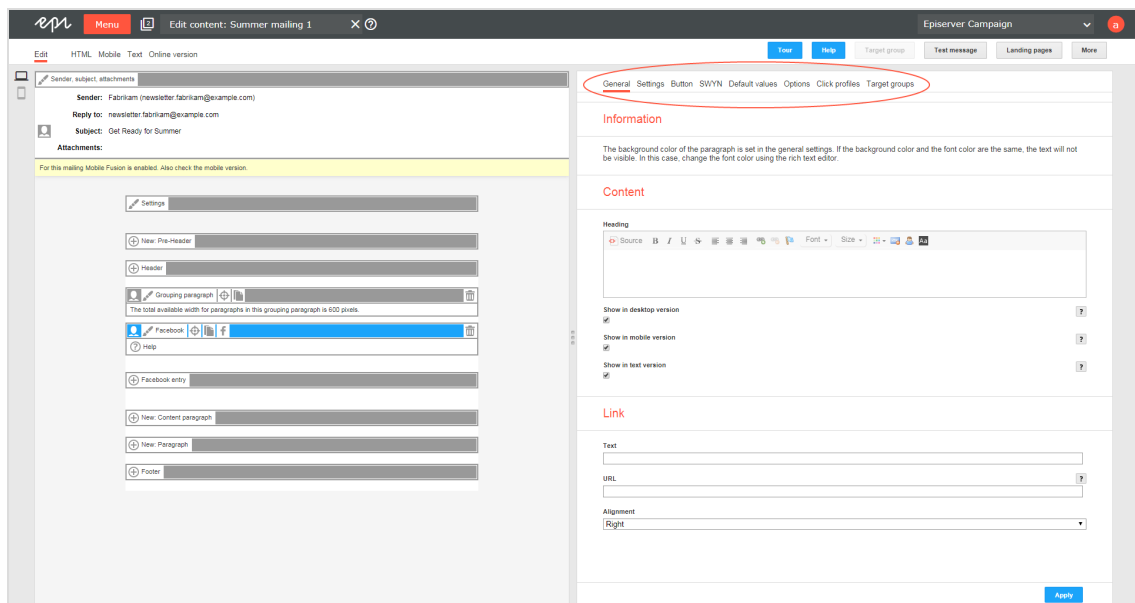 epi Menu 2 Edit content: Summer mailing 1 Episerver Campaign a
Edit HTML Mobile Text Online version Tour Help Target group Test message Landing pages More
Sender, subject, attachments
Sender: Fabrikam (newsletter.fabrikam@example.com)
Reply to: newsletter.fabrikam@example.com
Subject: Get Ready for Summer
Attachments:
For this mailing Mobile Fusion is enabled. Also check the mobile version.
Settings
New: Pre-Header
Header
Grouping paragraph
The total available width for paragraphs in this grouping paragraph is 600 pixels.
Facebook
Help
Facebook entry
New: Content paragraph
New: Paragraph
Footer
General Settings Button SWYN Default values Options Click profiles Target groups
Information
The background color of the paragraph is set in the general settings. If the background color and the font color are the same, the text will not
be visible. In this case, change the font color using the rich text editor.
Content
Heading
Source B I U S Font Size Aa
Show in desktop version ?
Show in mobile version ?
Show in text version ?
Link
Text
URL ?
Alignment
Right
Apply